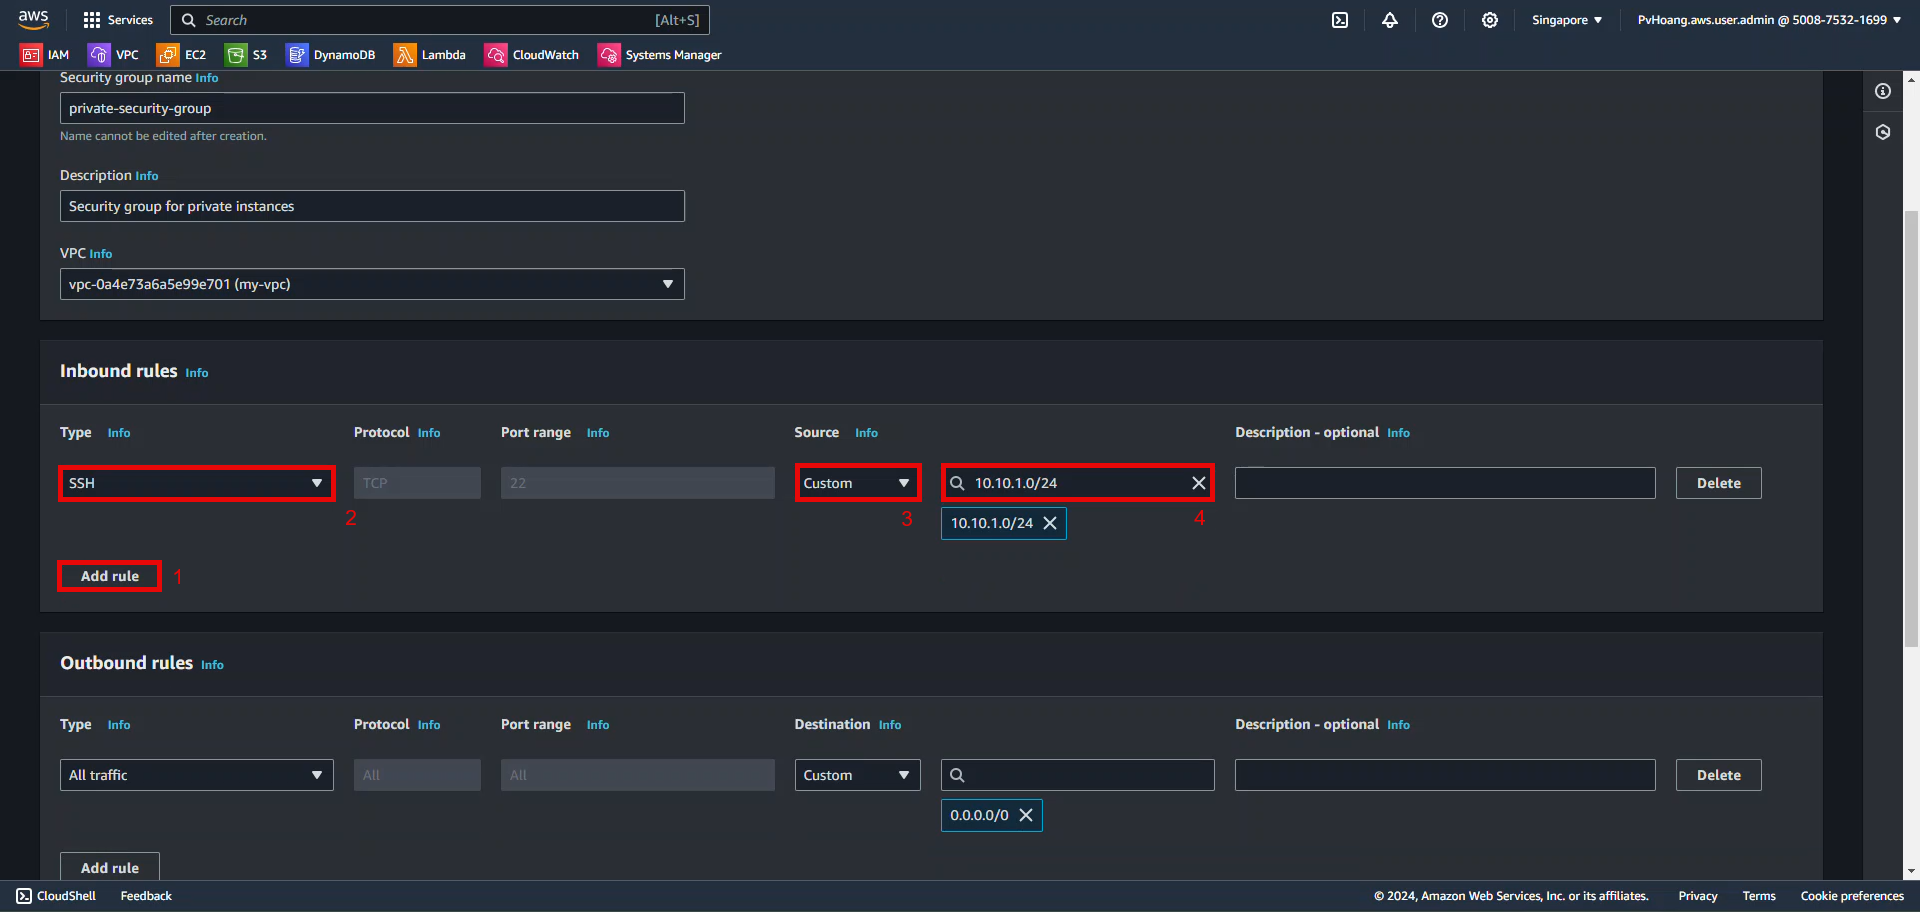 aws Services Search [Alt+S] Singapore PvHoang.aws.user.admin @ 5008-7532-1699
IAM VPC EC2 S3 DynamoDB Lambda CloudWatch Systems Manager
Security group name Info
private-security-group
Name cannot be edited after creation.
Description Info
Security group for private instances
VPC Info
vpc-0a4e73a6a5e99e701 (my-vpc)
Inbound rules Info
Type Info Protocol Info Port range Info Source Info Description - optional Info
SSH TCP 22 Custom 10.10.1.0/24 Delete
2 3 4
10.10.1.0/24
Add rule 1
Outbound rules Info
Type Info Protocol Info Port range Info Destination Info Description - optional Info
All traffic All All Custom Delete
0.0.0.0/0
Add rule
CloudShell Feedback © 2024, Amazon Web Services, Inc. or its affiliates. Privacy Terms Cookie preferences